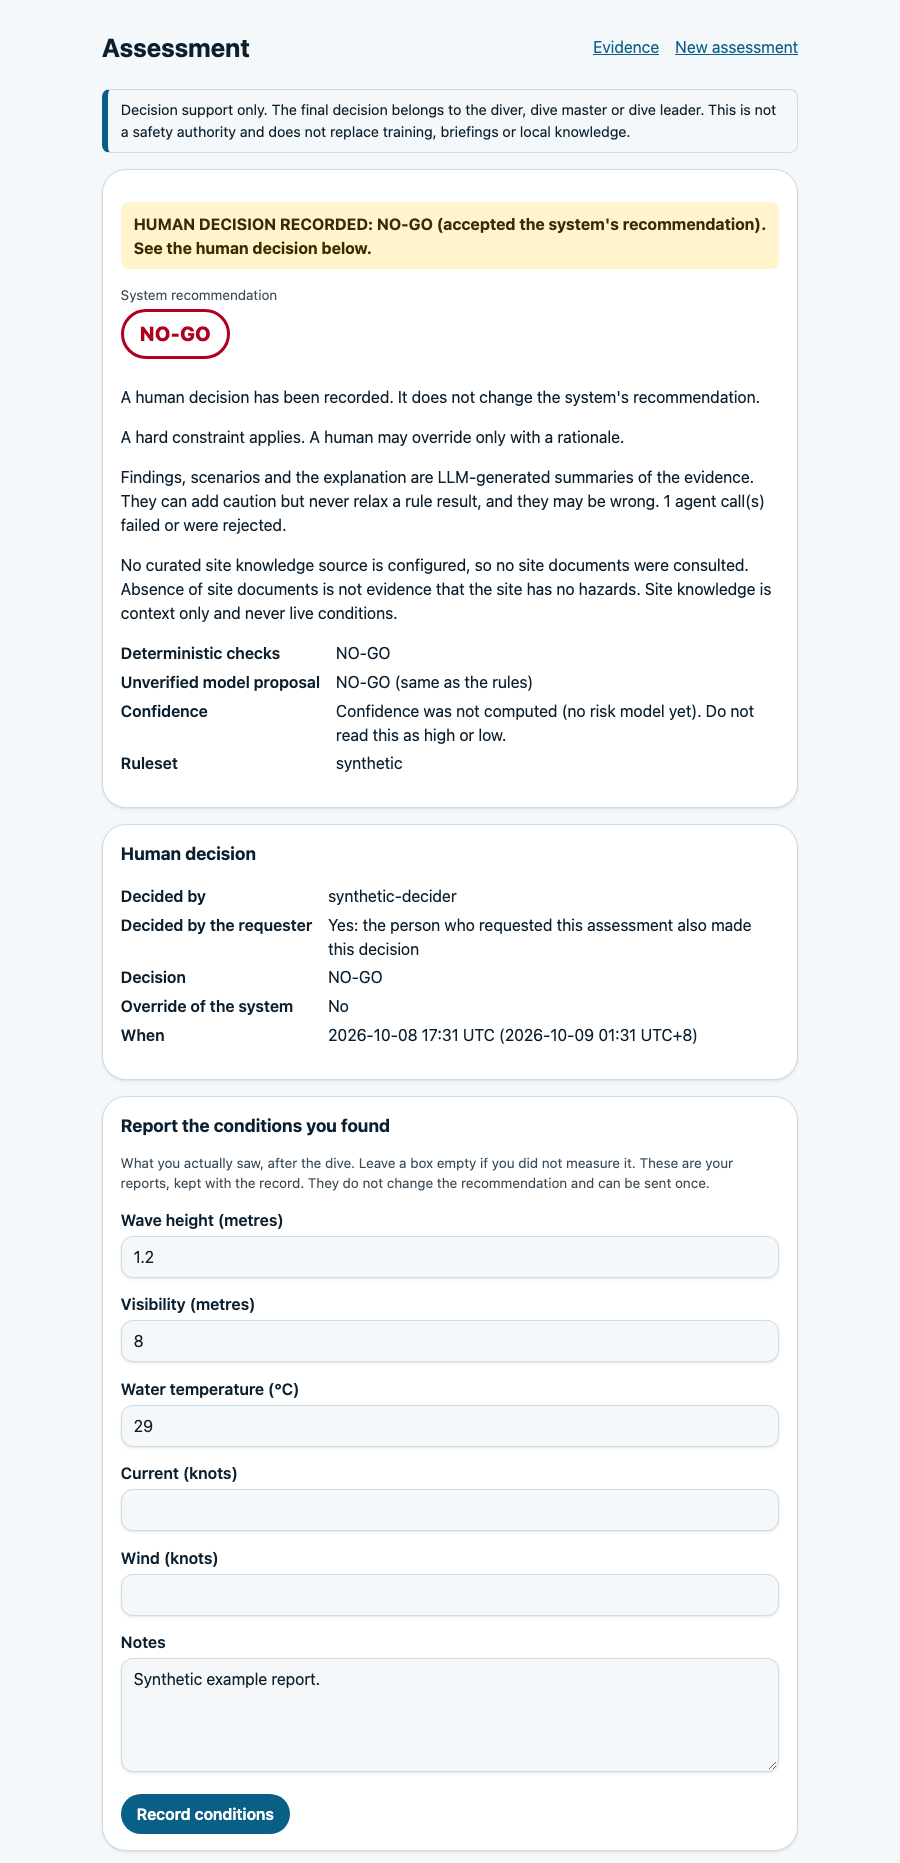 Assessment
Evidence New assessment
Decision support only. The final decision belongs to the diver, dive master or dive leader. This is not
a safety authority and does not replace training, briefings or local knowledge.
HUMAN DECISION RECORDED: NO-GO (accepted the system's recommendation).
See the human decision below.
System recommendation
NO-GO
A human decision has been recorded. It does not change the system's recommendation.
A hard constraint applies. A human may override only with a rationale.
Findings, scenarios and the explanation are LLM-generated summaries of the evidence.
They can add caution but never relax a rule result, and they may be wrong. 1 agent call(s)
failed or were rejected.
No curated site knowledge source is configured, so no site documents were consulted.
Absence of site documents is not evidence that the site has no hazards. Site knowledge is
context only and never live conditions.
Deterministic checks NO-GO
Unverified model proposal NO-GO (same as the rules)
Confidence Confidence was not computed (no risk model yet). Do not
read this as high or low.
Ruleset synthetic
Human decision
Decided by synthetic-decider
Decided by the requester Yes: the person who requested this assessment also made
this decision
Decision NO-GO
Override of the system No
When 2026-10-08 17:31 UTC (2026-10-09 01:31 UTC+8)
Report the conditions you found
What you actually saw, after the dive. Leave a box empty if you did not measure it. These are your
reports, kept with the record. They do not change the recommendation and can be sent once.
Wave height (metres)
1.2
Visibility (metres)
8
Water temperature (°C)
29
Current (knots)
Wind (knots)
Notes
Synthetic example report.
Record conditions